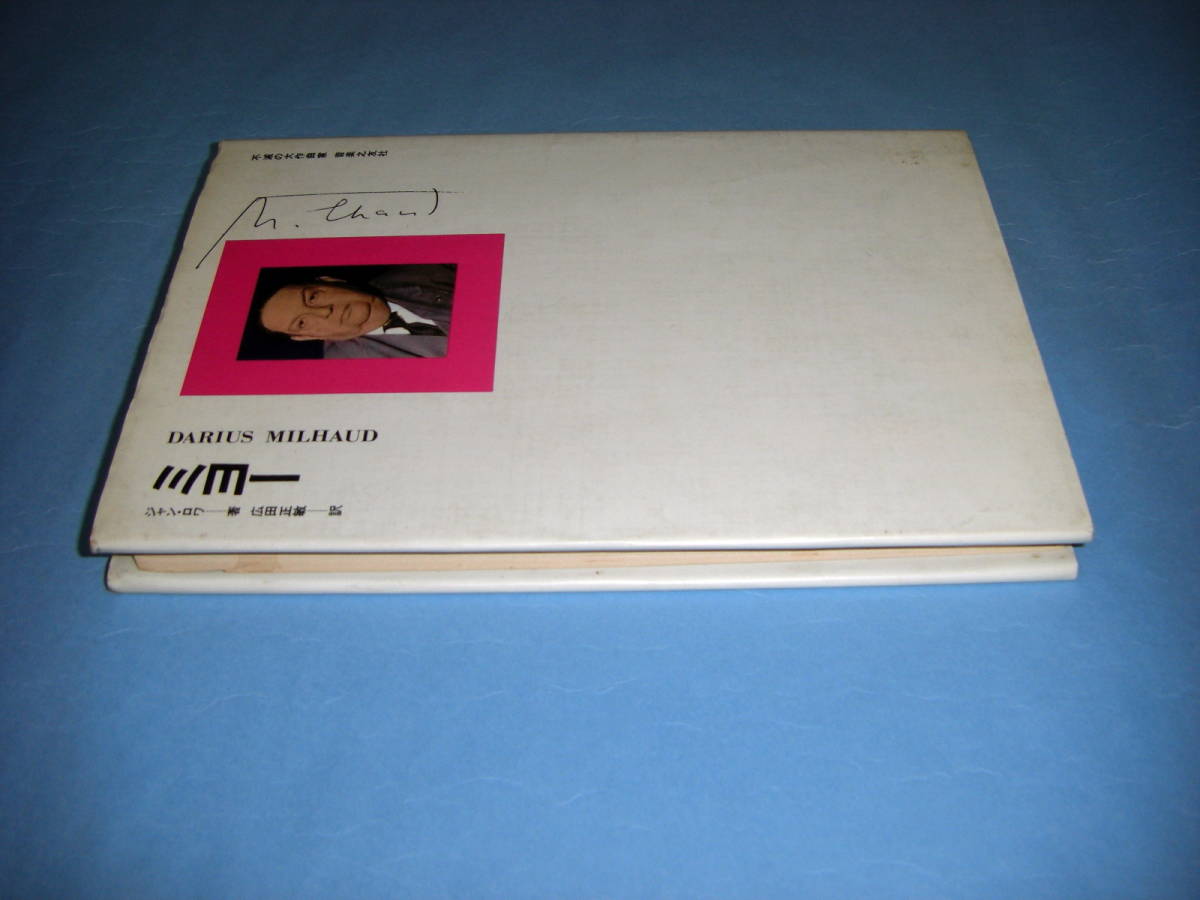 不滅の大作曲家 音楽之友社
Milhaud
DARIUS MILHAUD
ミヨー
ジャン・ロワ——著 広田正敏——訳